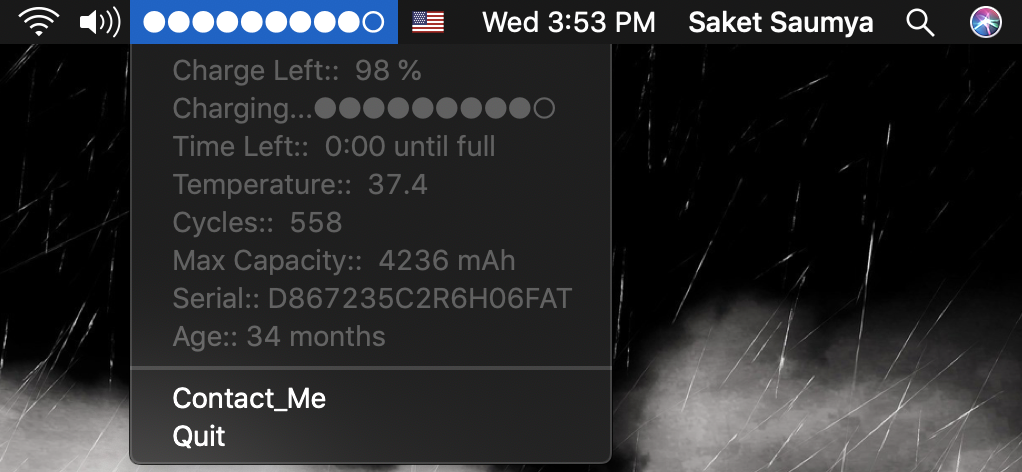 Wed 3:53 PM Saket Saumya
Charge Left:: 98 %
Charging...●●●●●●●●●○
Time Left:: 0:00 until full
Temperature:: 37.4
Cycles:: 558
Max Capacity:: 4236 mAh
Serial:: D867235C2R6H06FAT
Age:: 34 months
Contact_Me
Quit